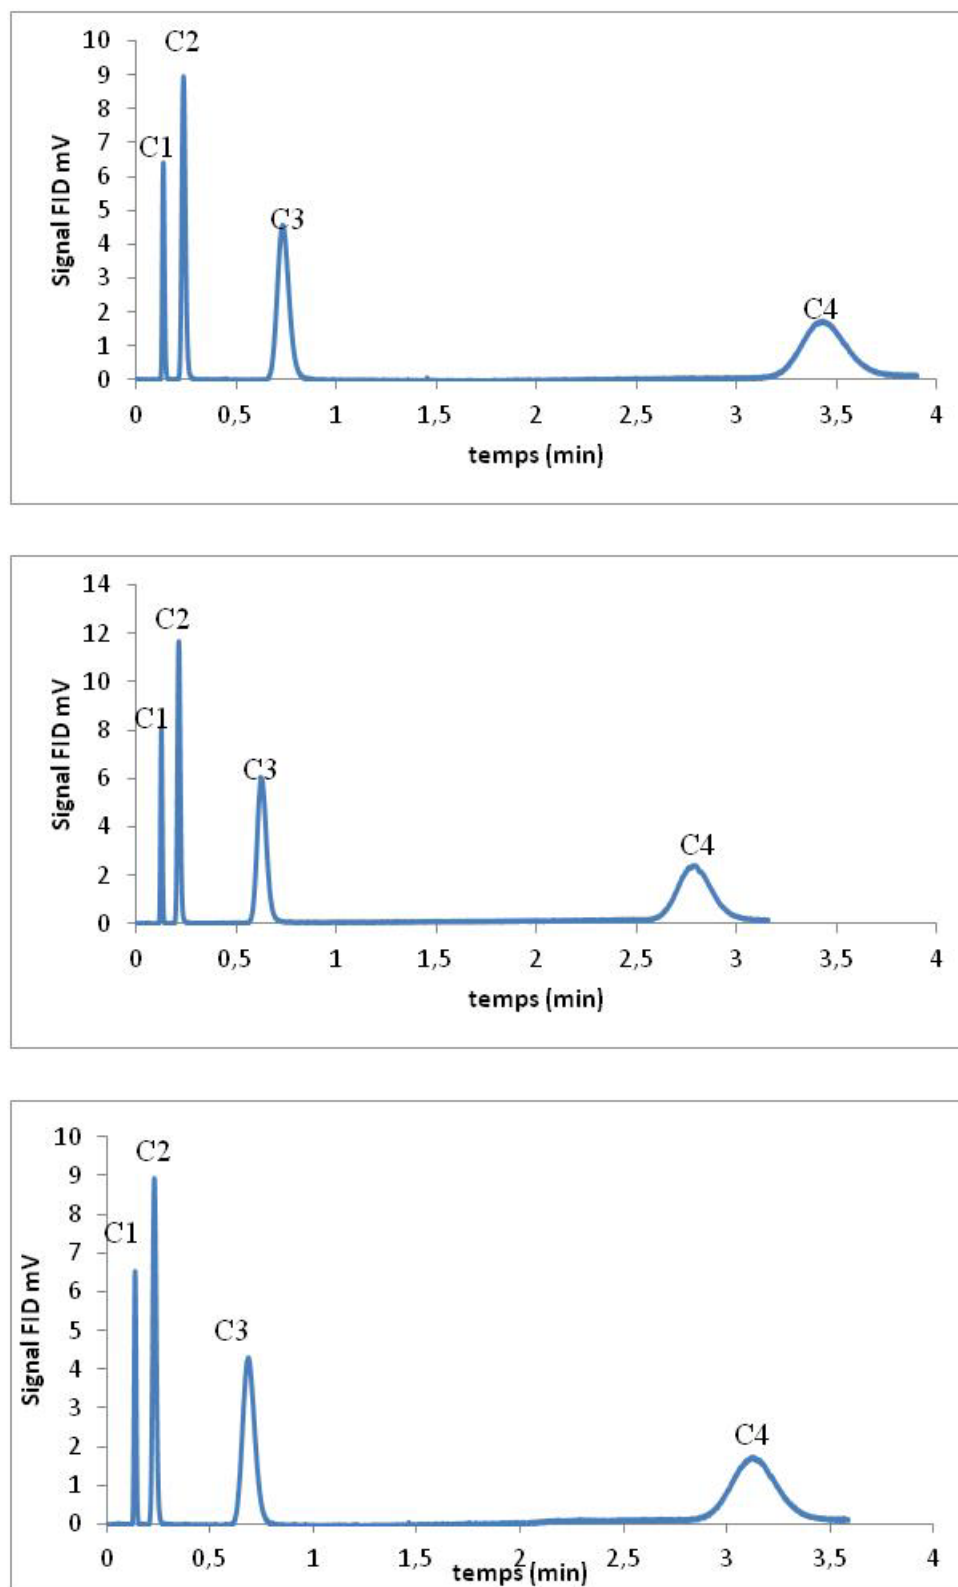 10
C2
9
8
7
C1
6
5
C3
4
3
2
C4
1
0
Signal FID mV
0 0,5 1 1,5 2 2,5 3 3,5 4
temps (min)
14
C2
12
10
C1
8
C3
6
4
C4
2
0
Signal FID mV
0 0,5 1 1,5 2 2,5 3 3,5 4
temps (min)
10
C2
9
8
C1
7
6
5
C3
4
3
C4
2
1
0
Signal FID mV
0 0,5 1 1,5 2 2,5 3 3,5 4
temps (min)